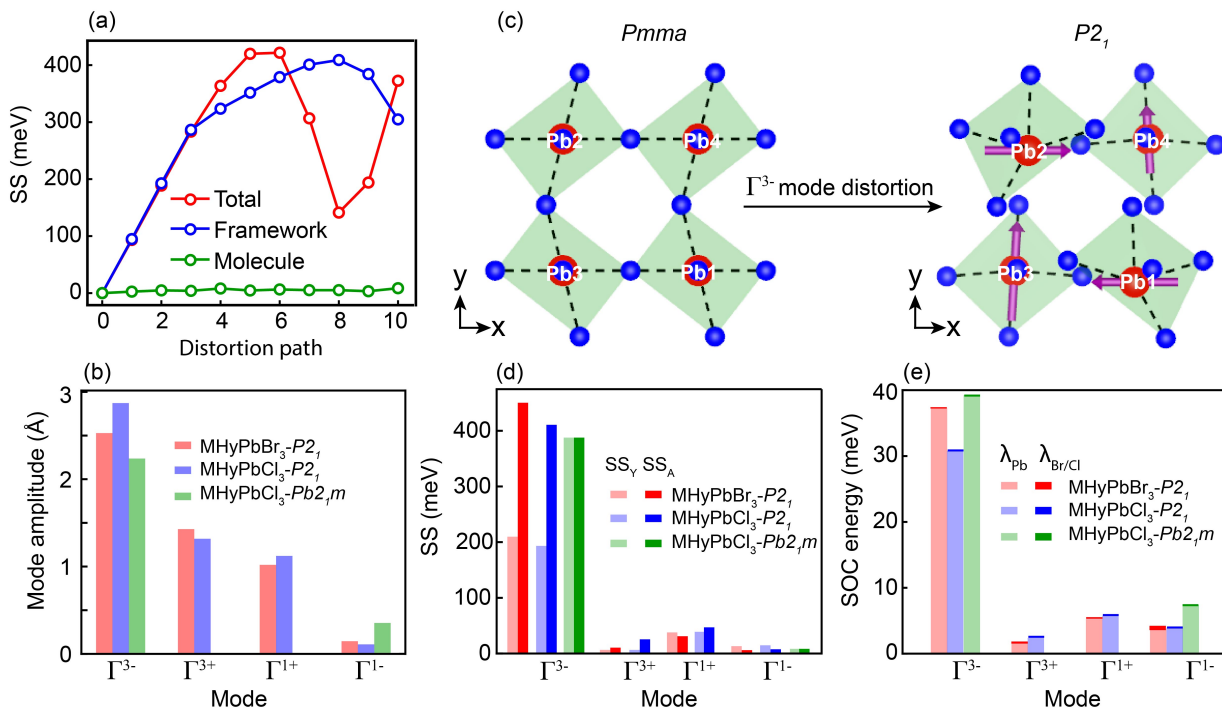 (a)
SS (meV)
400
300
200
100
0
Total
Framework
Molecule
0 2 4 6 8 10
Distortion path
(c)
Pmma
P2₁
Pb2 Pb4
Pb3 Pb1
Γ³⁻ mode distortion
Pb2 Pb4
Pb3 Pb1
y
x
y
x
(b)
Mode amplitude (Å)
3
2
1
0
MHyPbBr₃-P2₁
MHyPbCl₃-P2₁
MHyPbCl₃-Pb2₁m
Γ³⁻ Γ³⁺ Γ¹⁺ Γ¹⁻
Mode
(d)
SS (meV)
400
300
200
100
0
SS_Y SS_A
MHyPbBr₃-P2₁
MHyPbCl₃-P2₁
MHyPbCl₃-Pb2₁m
Γ³⁻ Γ³⁺ Γ¹⁺ Γ¹⁻
Mode
(e)
SOC energy (meV)
40
30
20
10
0
λ_Pb λ_Br/Cl
MHyPbBr₃-P2₁
MHyPbCl₃-P2₁
MHyPbCl₃-Pb2₁m
Γ³⁻ Γ³⁺ Γ¹⁺ Γ¹⁻
Mode